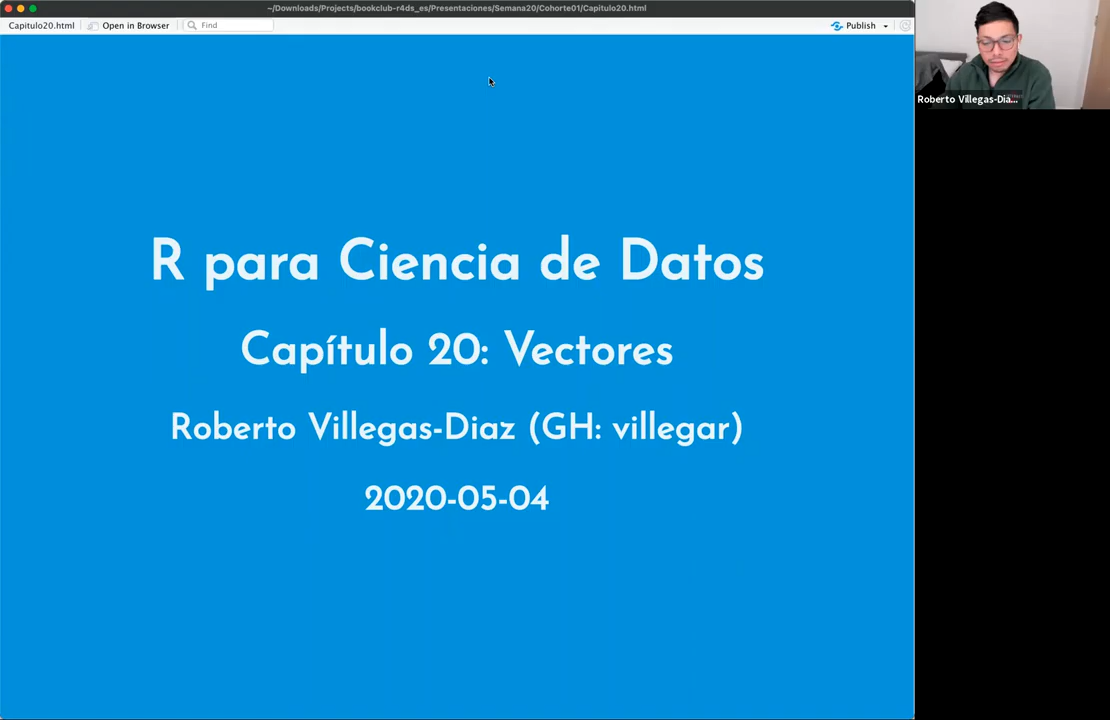 ~/Downloads/Projects/bookclub-r4ds_es/Presentaciones/Semana20/Cohorte01/Capitulo20.html
Capitulo20.html
Open in Browser
Find
Publish
R para Ciencia de Datos
Capítulo 20: Vectores
Roberto Villegas-Diaz (GH: villegar)
2020-05-04
Roberto Villegas-Dia...